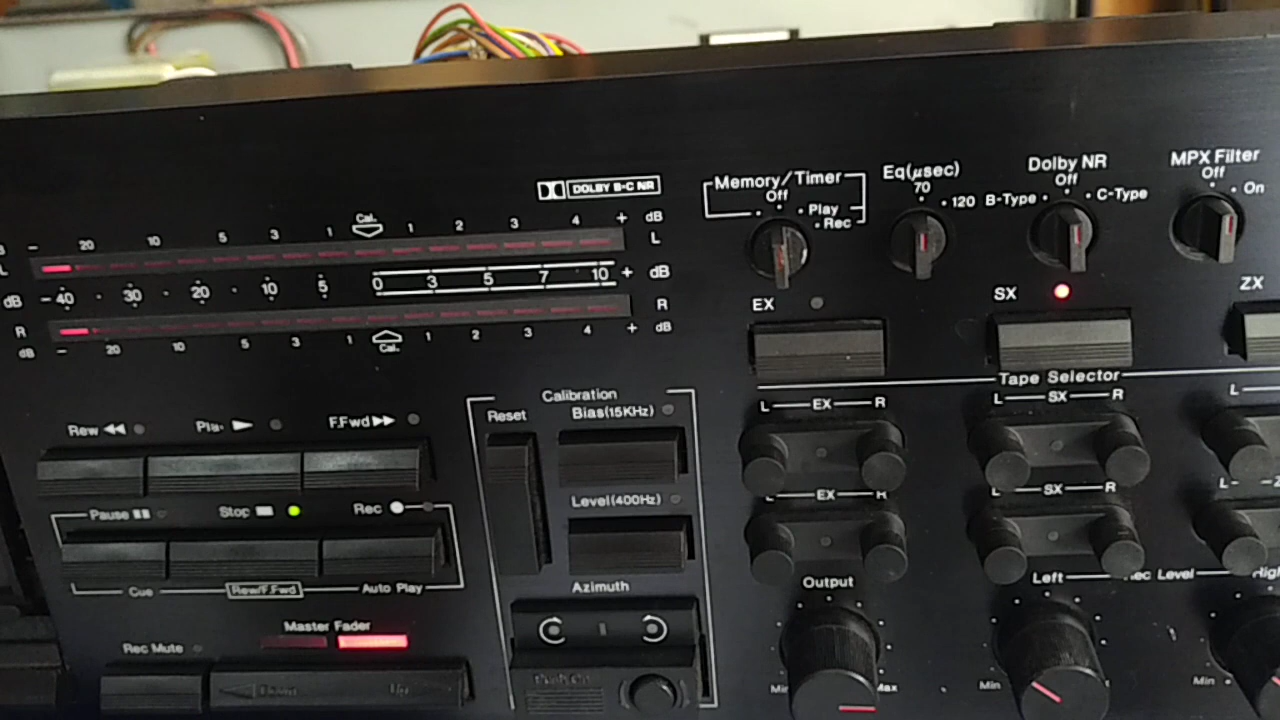 MPX Filter
Off
On
Dolby NR
Off
B-Type
C-Type
Eq(μsec)
70
120
Memory/Timer
Off
Play
Rec
DOLBY B-C NR
Cal.
− 20 10 5 3 1 1 2 3 4 + dB
L
L
dB −40 30 20 10 5 0 3 5 7 10 + dB
R
R
dB − 20 10 5 3 1 1 2 3 4 + dB
Cal.
EX
SX
ZX
Tape Selector
L EX R
L SX R
L
L EX R
L SX R
L
Calibration
Reset
Bias(15KHz)
Level(400Hz)
Azimuth
Rew
F.Fwd
Pause
Stop
Rec
Cue
Rew/F.Fwd
Auto Play
Master Fader
Rec Mute
Down
Up
Output
Min
Max
Left
Rec Level
Min
Min